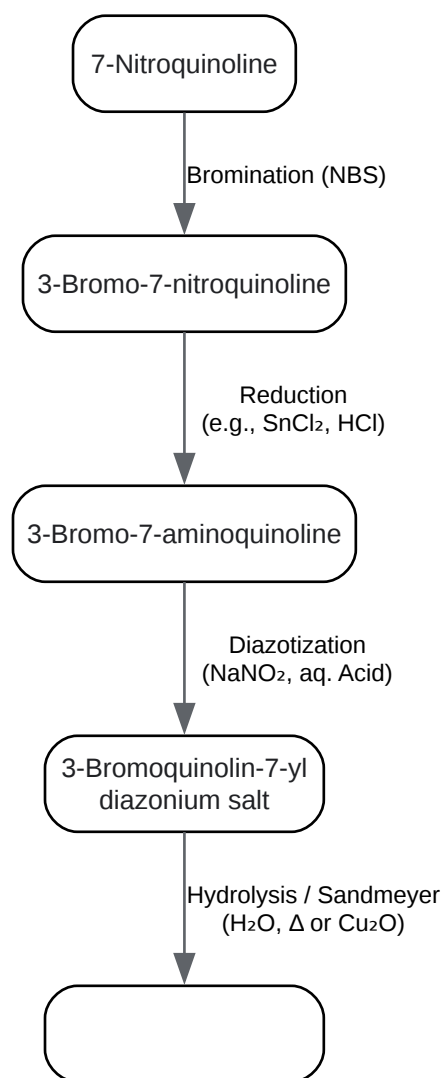 7-Nitroquinoline
Bromination (NBS)
3-Bromo-7-nitroquinoline
Reduction
(e.g., SnCl₂, HCl)
3-Bromo-7-aminoquinoline
Diazotization
(NaNO₂, aq. Acid)
3-Bromoquinolin-7-yl
diazonium salt
Hydrolysis / Sandmeyer
(H₂O, Δ or Cu₂O)